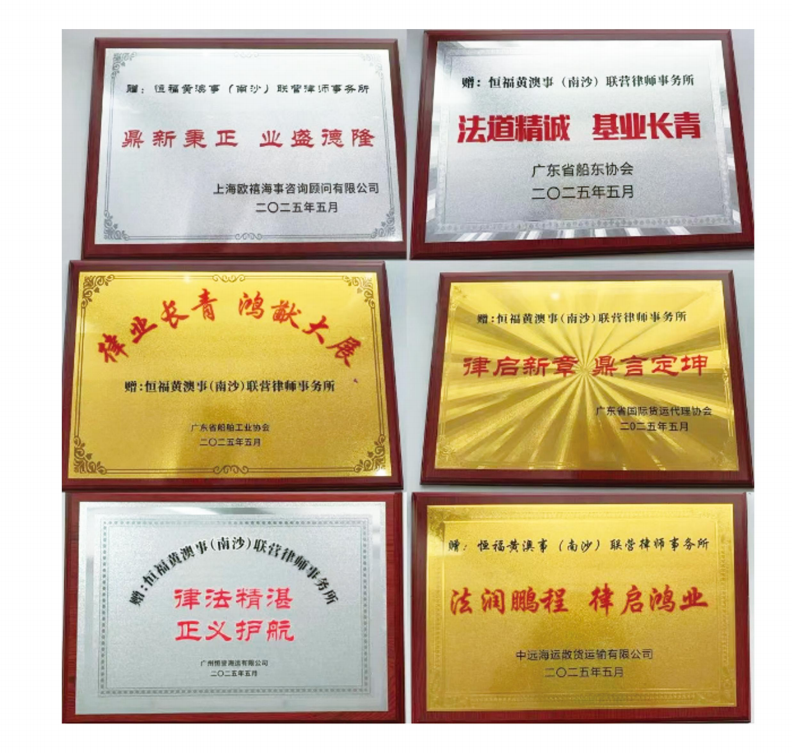 赠：恒福黄澳事（南沙）联营律师事务所
鼎新秉正 业盛德隆
上海欧禧海事咨询顾问有限公司
二〇二五年五月
赠：恒福黄澳事（南沙）联营律师事务所
法道精诚 基业长青
广东省船东协会
二〇二五年五月
律业长青 鸿猷大展
赠：恒福黄澳事（南沙）联营律师事务所
广东省船舶工业协会
二〇二五年五月
赠：恒福黄澳事（南沙）联营律师事务所
律启新章 鼎言定坤
广东省国际货运代理协会
二0二五年五月
赠：恒福黄澳事（南沙）联营律师事务所
律法精湛
正义护航
二〇二五年五月
赠：恒福黄澳事（南沙）联营律师事务所
法润鹏程 律启鸿业
中远海运散货运输有限公司
二〇二五年五月